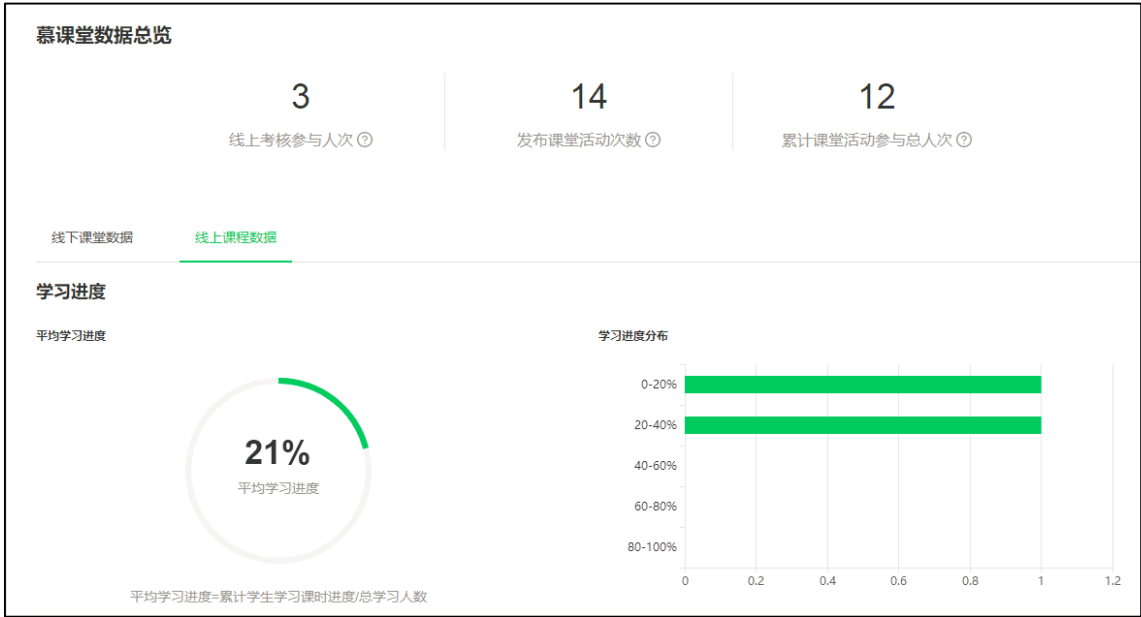 慕课堂数据总览
3 14 12
线上考核参与人次 ? 发布课堂活动次数 ? 累计课堂活动参与总人次 ?
线下课堂数据 线上课程数据
学习进度
平均学习进度 学习进度分布
21%
平均学习进度
0-20%
20-40%
40-60%
60-80%
80-100%
0 0.2 0.4 0.6 0.8 1 1.2
平均学习进度=累计学生学习课时进度/总学习人数